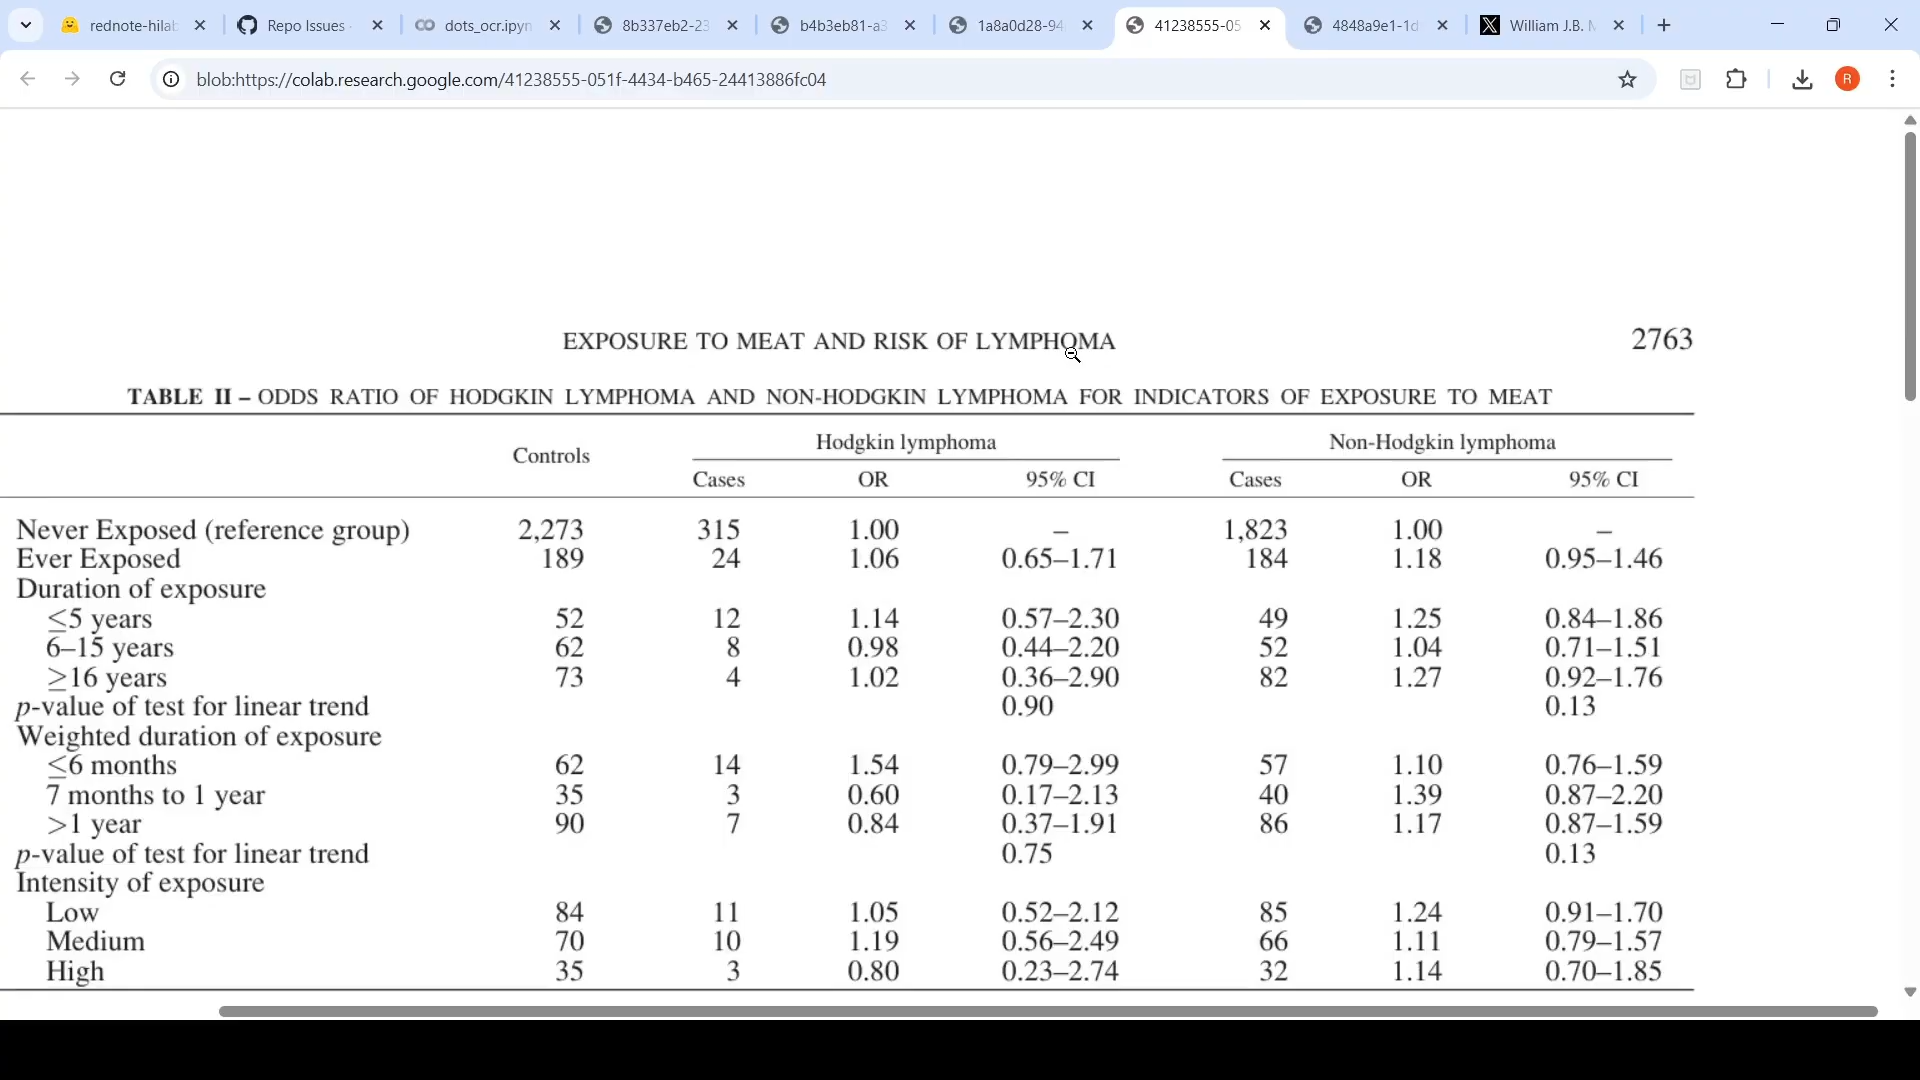 rednote-hilab
Repo Issues
dots_ocr.ipyn
8b337eb2-23
b4b3eb81-a3
1a8a0d28-94
41238555-05
4848a9e1-1d
William J.B. M
blob:https://colab.research.google.com/41238555-051f-4434-b465-24413886fc04
R
EXPOSURE TO MEAT AND RISK OF LYMPHOMA 2763
TABLE II – ODDS RATIO OF HODGKIN LYMPHOMA AND NON-HODGKIN LYMPHOMA FOR INDICATORS OF EXPOSURE TO MEAT
Controls Hodgkin lymphoma Non-Hodgkin lymphoma
Cases OR 95% CI Cases OR 95% CI
Never Exposed (reference group) 2,273 315 1.00 – 1,823 1.00 –
Ever Exposed 189 24 1.06 0.65–1.71 184 1.18 0.95–1.46
Duration of exposure
≤5 years 52 12 1.14 0.57–2.30 49 1.25 0.84–1.86
6–15 years 62 8 0.98 0.44–2.20 52 1.04 0.71–1.51
≥16 years 73 4 1.02 0.36–2.90 82 1.27 0.92–1.76
p-value of test for linear trend 0.90 0.13
Weighted duration of exposure
≤6 months 62 14 1.54 0.79–2.99 57 1.10 0.76–1.59
7 months to 1 year 35 3 0.60 0.17–2.13 40 1.39 0.87–2.20
>1 year 90 7 0.84 0.37–1.91 86 1.17 0.87–1.59
p-value of test for linear trend 0.75 0.13
Intensity of exposure
Low 84 11 1.05 0.52–2.12 85 1.24 0.91–1.70
Medium 70 10 1.19 0.56–2.49 66 1.11 0.79–1.57
High 35 3 0.80 0.23–2.74 32 1.14 0.70–1.85